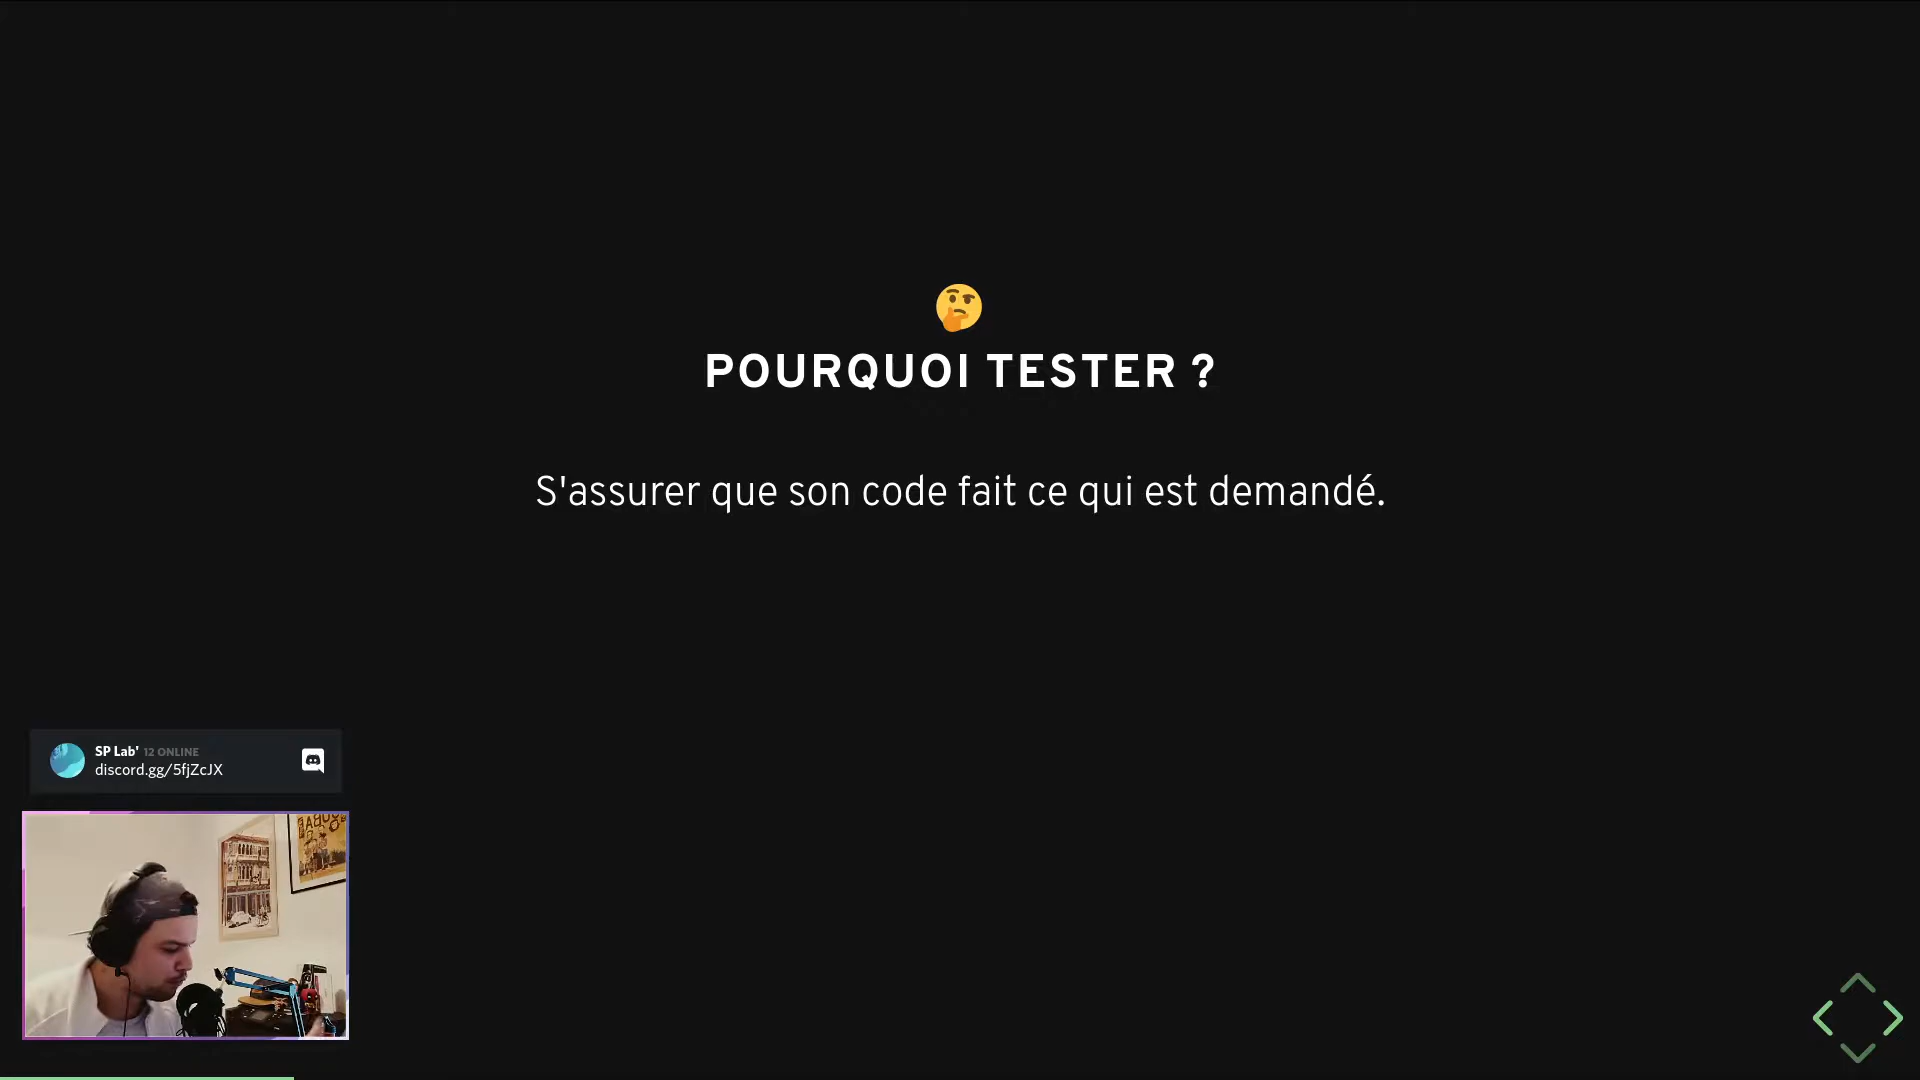 POURQUOI TESTER ?
S'assurer que son code fait ce qui est demandé.
SP Lab' 12 ONLINE
discord.gg/5fjZcJX